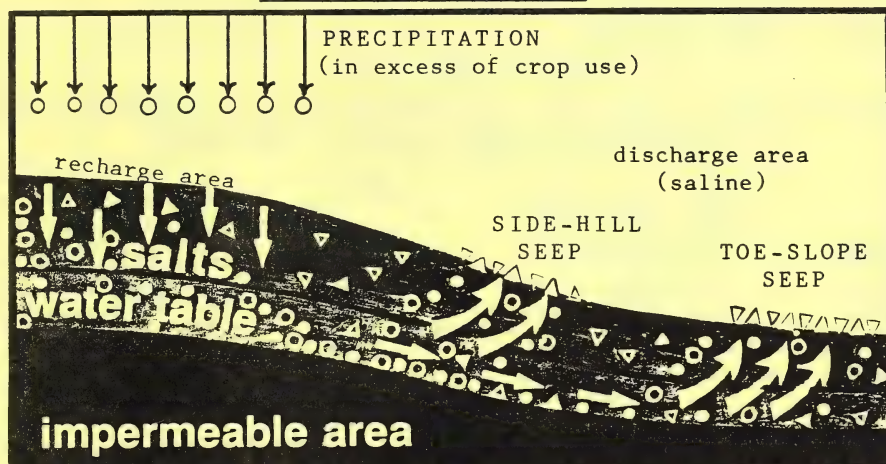 PRECIPITATION
(in excess of crop use)
recharge area
discharge area
(saline)
SIDE-HILL
SEEP
TOE-SLOPE
SEEP
salts
water table
impermeable area